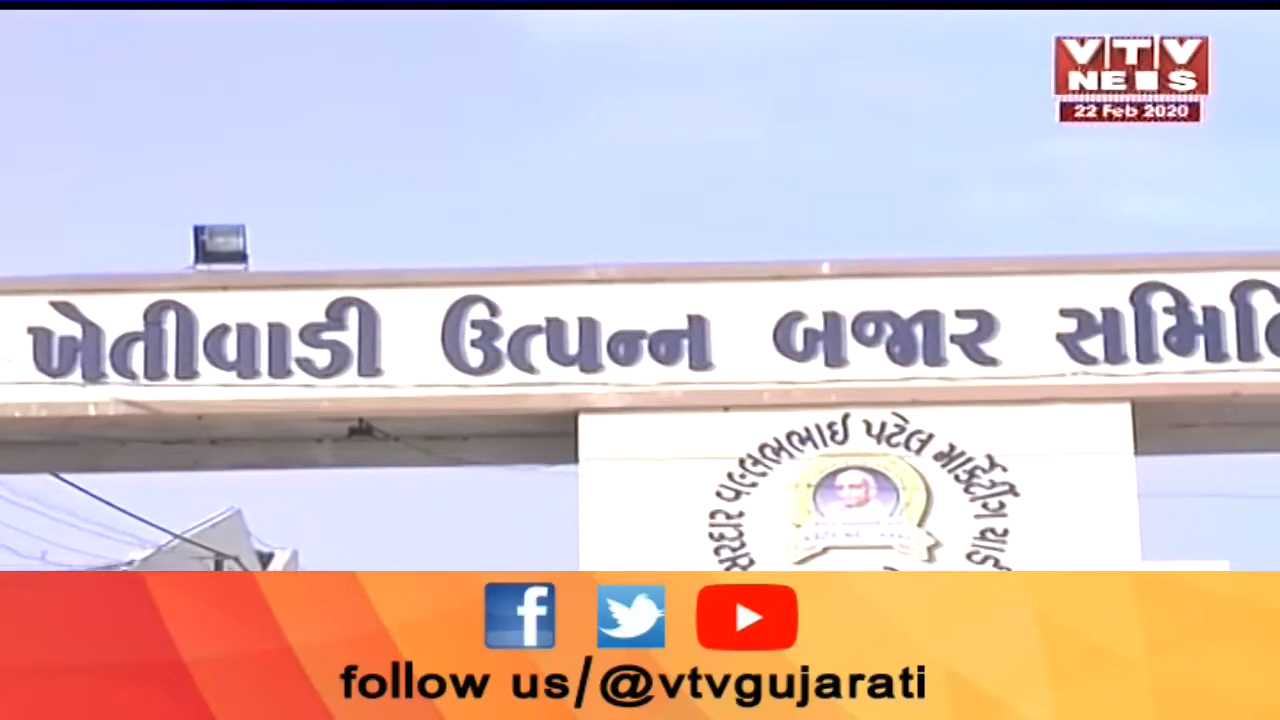 VTV
NEWS
22 Feb 2020
ખેતીવાડી ઉત્પન્ન બજાર સમિતિ
સરદાર વલ્લભભાઈ પટેલ માર્કેટીંગ યાર્ડ
follow us/@vtvgujarati